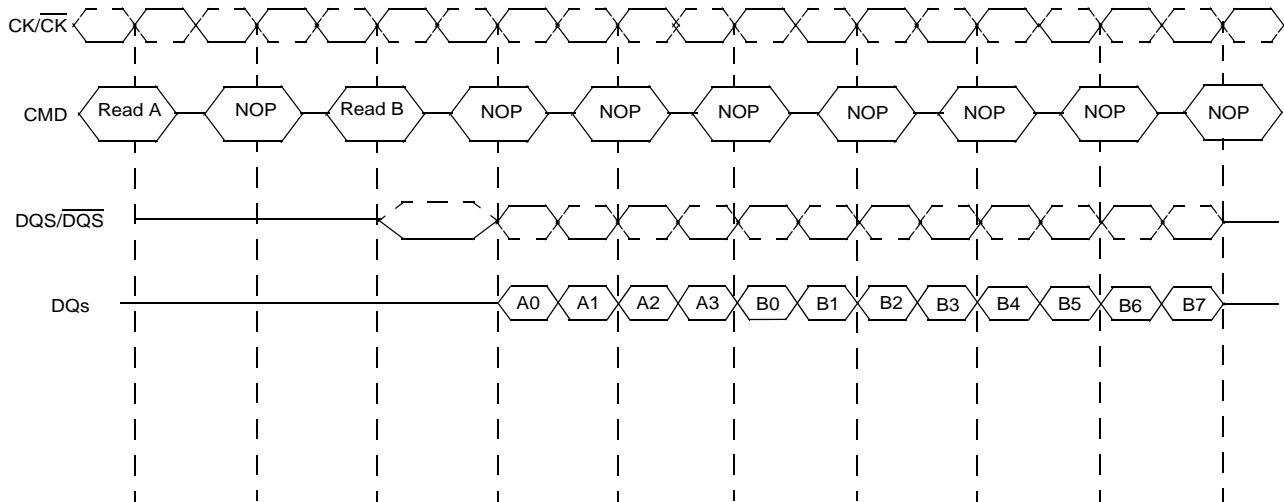 CK/CK
CMD Read A NOP Read B NOP NOP NOP NOP NOP NOP NOP
DQS/DQS
DQs A0 A1 A2 A3 B0 B1 B2 B3 B4 B5 B6 B7